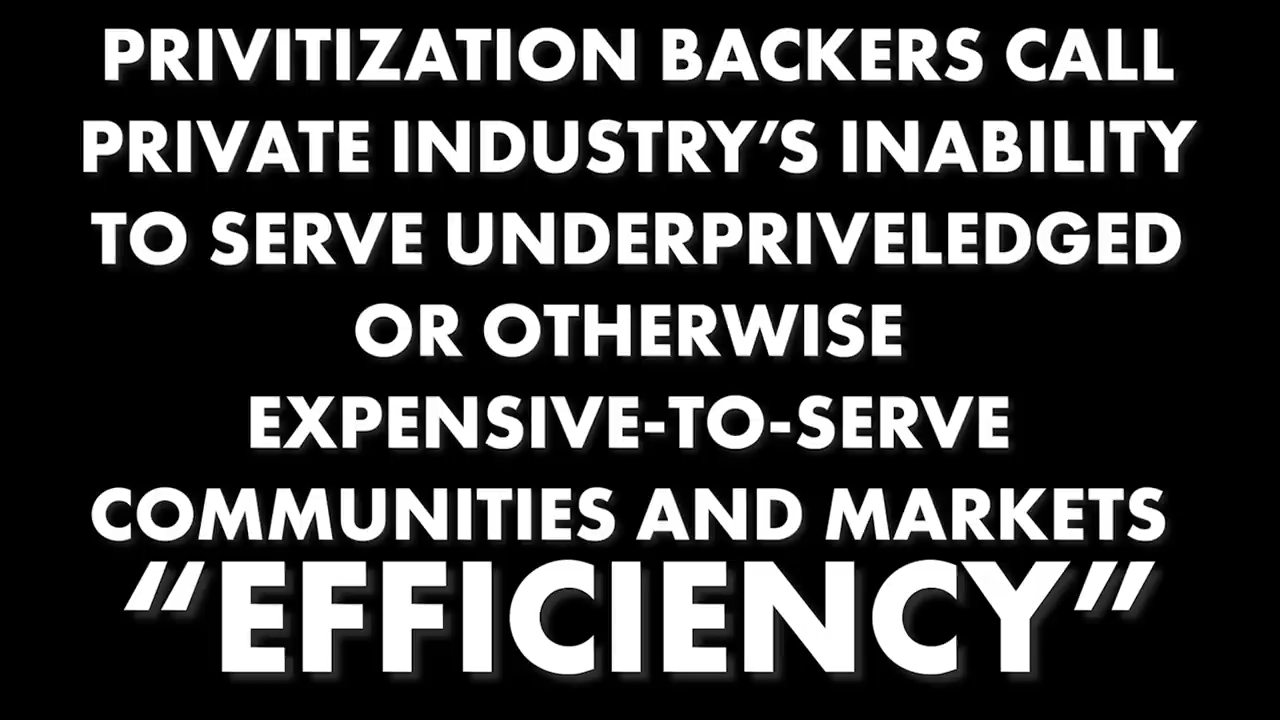 PRIVITIZATION BACKERS CALL
PRIVATE INDUSTRY’S INABILITY
TO SERVE UNDERPRIVELEDGED
OR OTHERWISE
EXPENSIVE-TO-SERVE
COMMUNITIES AND MARKETS
“EFFICIENCY”